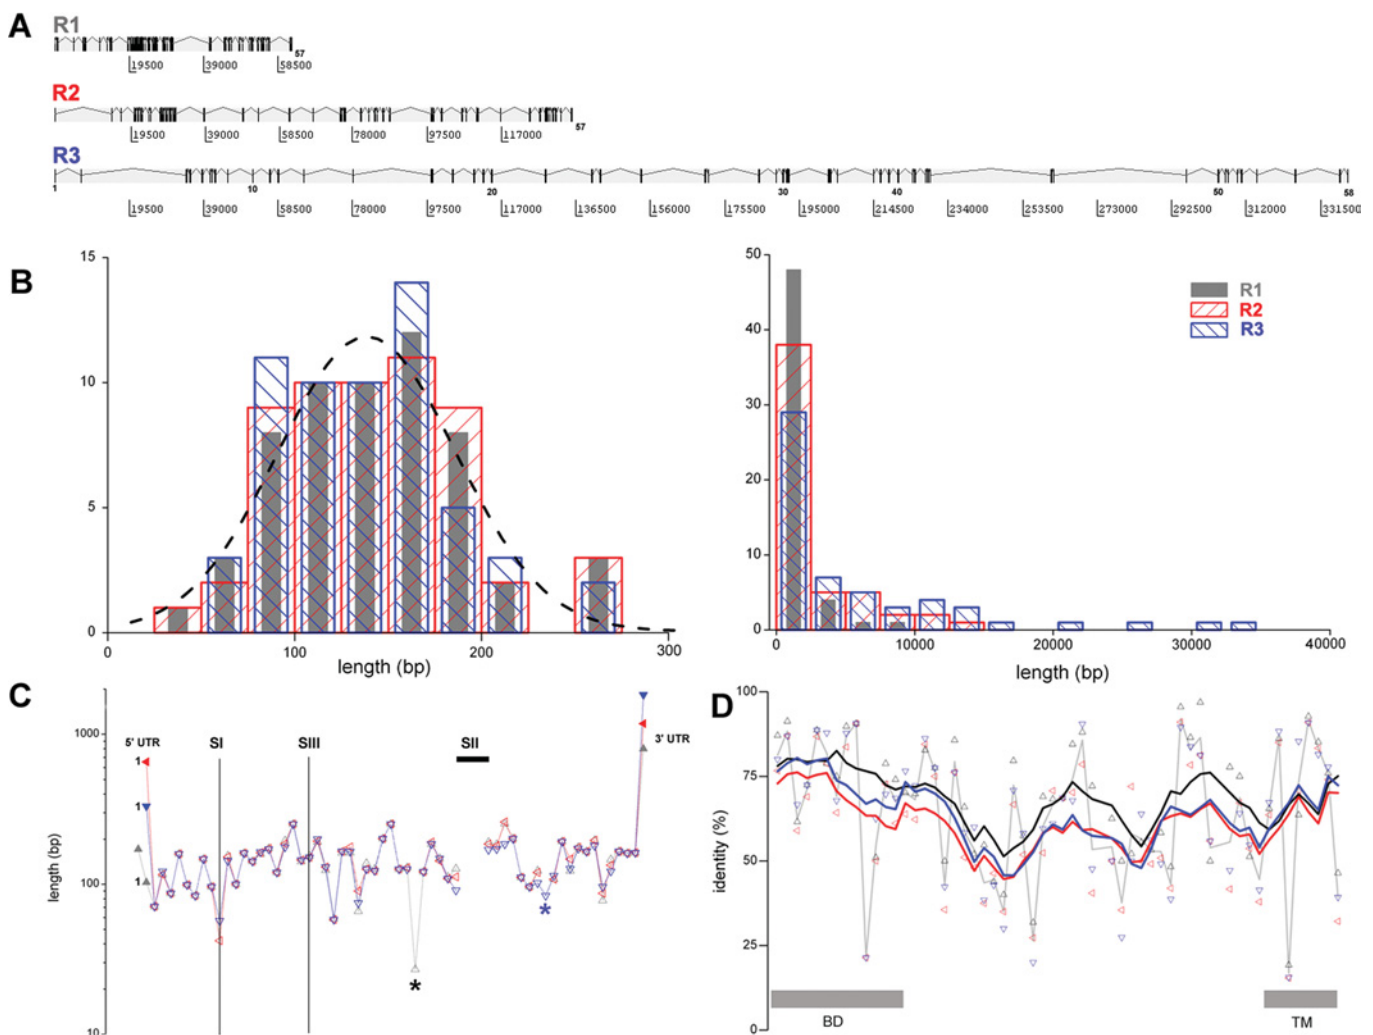 A
R1
57
19500 39000 58500
R2
57
19500 39000 58500 78000 97500 117000
R3
1 10 20 30 40 50 58
19500 39000 58500 78000 97500 117000 136500 156000 175500 195000 214500 234000 253500 273000 292500 312000 331500
B
15
10
5
0
0 100 200 300
length (bp)
50
40
30
20
10
0
0 10000 20000 30000 40000
length (bp)
R1
R2
R3
C
length (bp)
1000
100
10
5' UTR
SI
SIII
SII
3' UTR
1
1
1
*
*
D
identity (%)
100
75
50
25
0
BD
TM